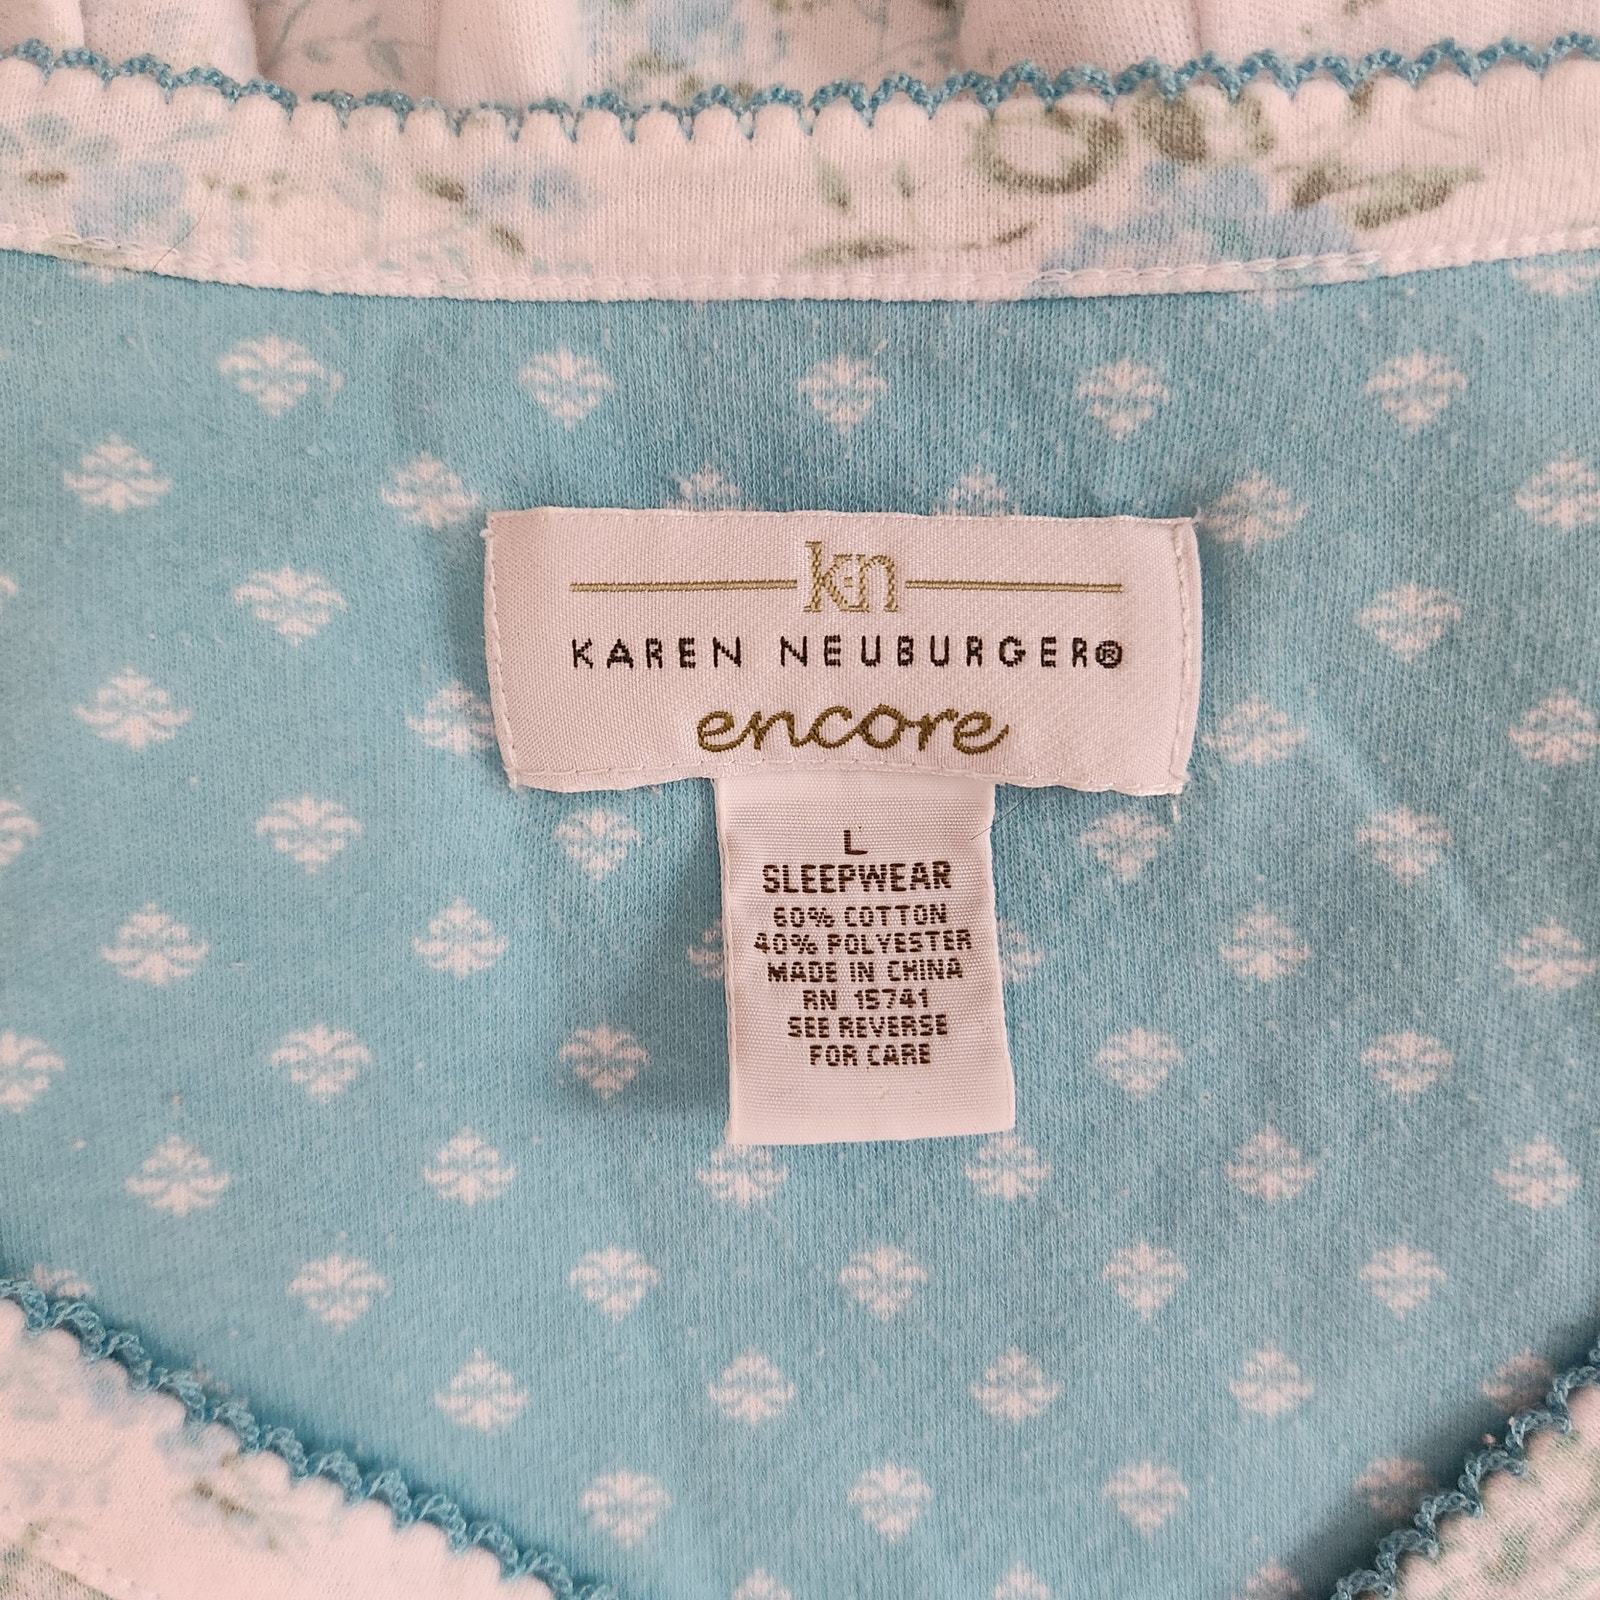 kn
KAREN NEUBURGER®
encore
L
SLEEPWEAR
60% COTTON
40% POLYESTER
MADE IN CHINA
RN 15741
SEE REVERSE
FOR CARE